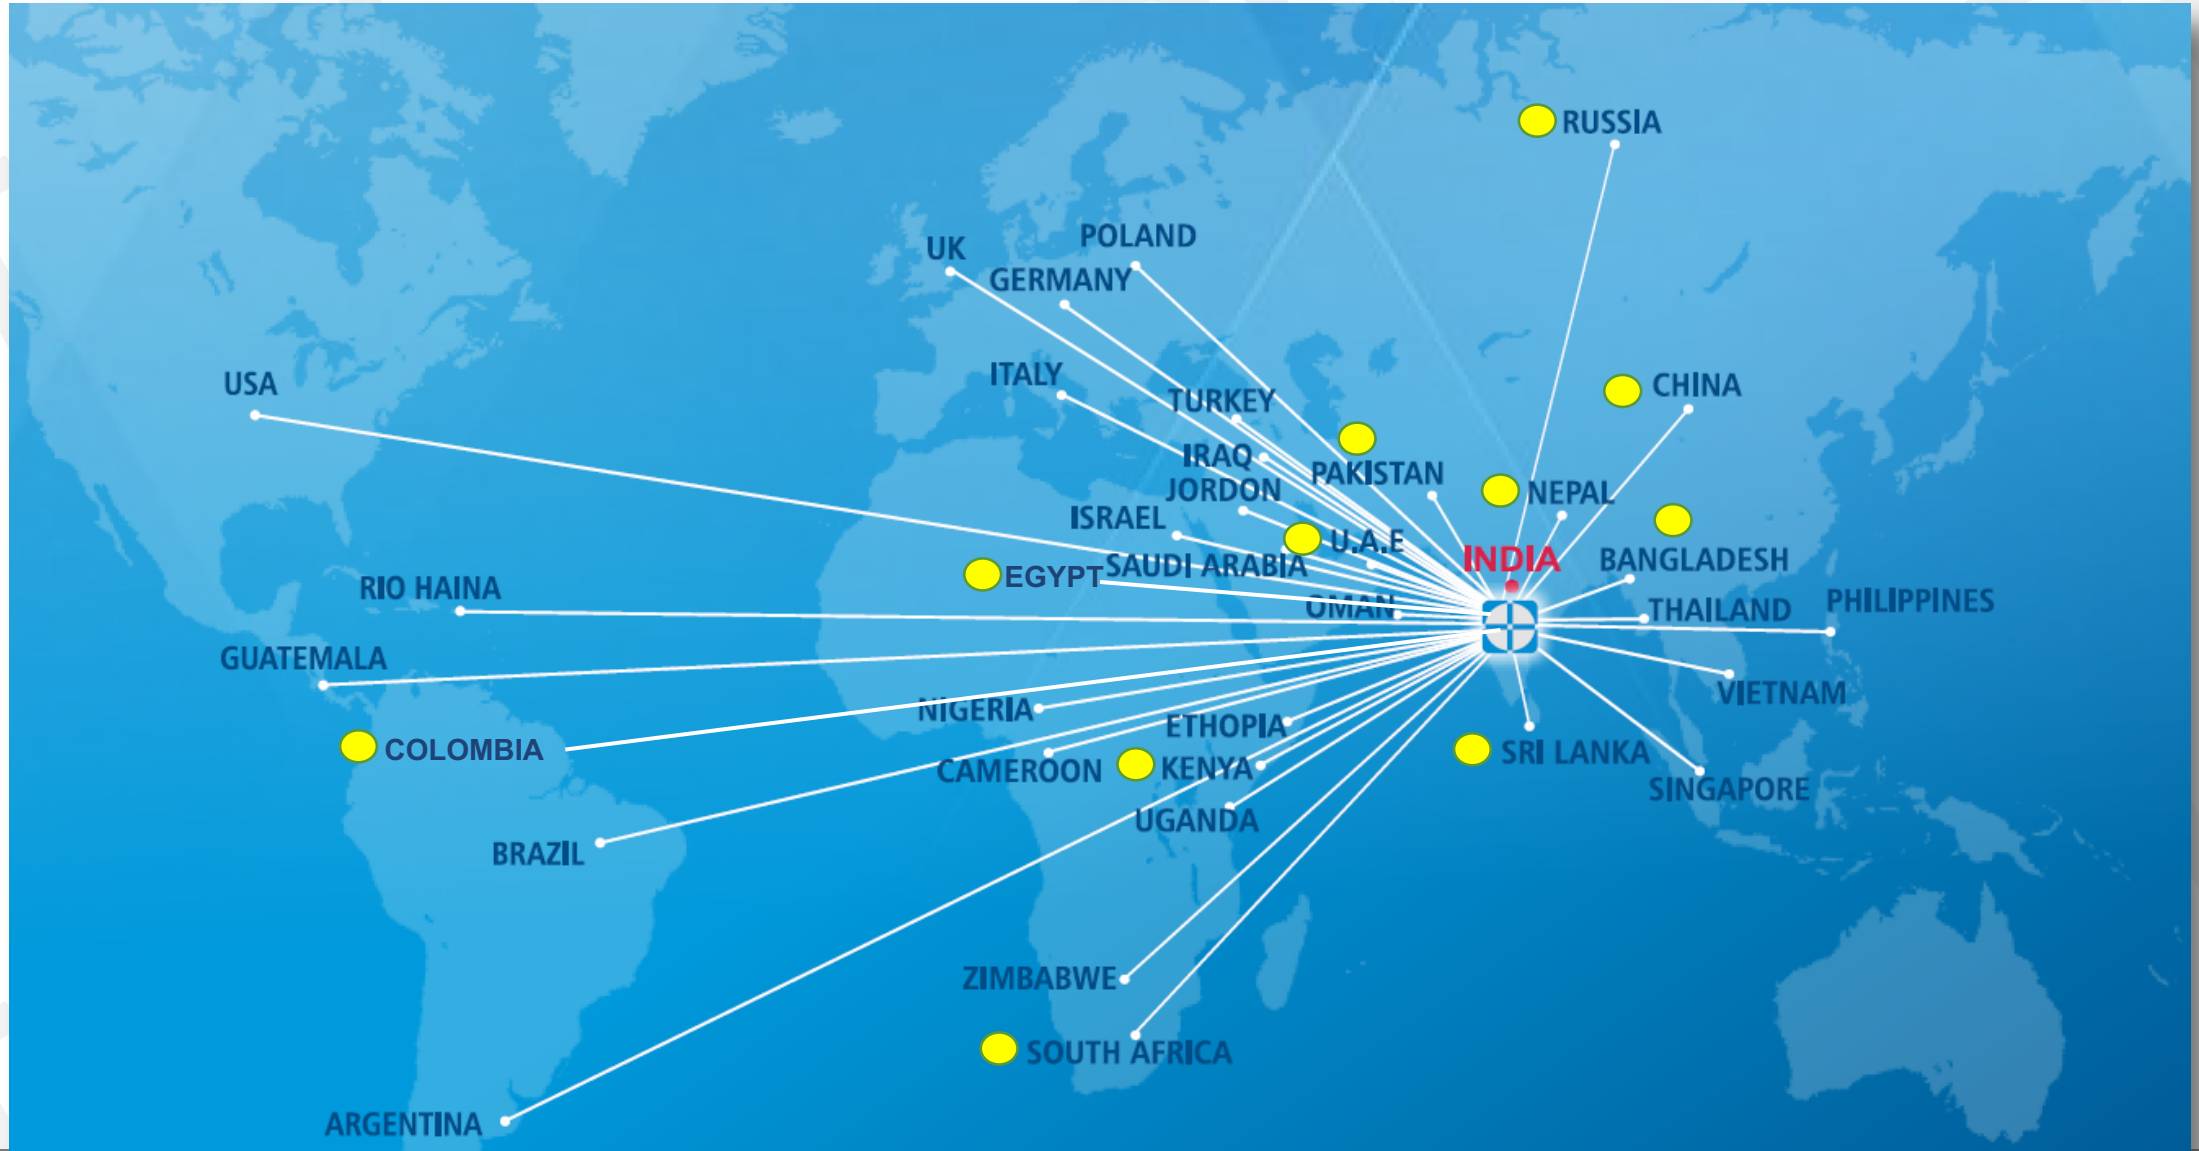 RUSSIA
POLAND
UK
GERMANY
ITALY
USA
CHINA
TURKEY
IRAQ
PAKISTAN
JORDON
NEPAL
ISRAEL
U.A.E
INDIA
BANGLADESH
SAUDI ARABIA
EGYPT
RIO HAINA
OMAN
THAILAND
PHILIPPINES
GUATEMALA
VIETNAM
NIGERIA
ETHOPIA
COLOMBIA
SRI LANKA
CAMEROON
KENYA
SINGAPORE
UGANDA
BRAZIL
ZIMBABWE
SOUTH AFRICA
ARGENTINA